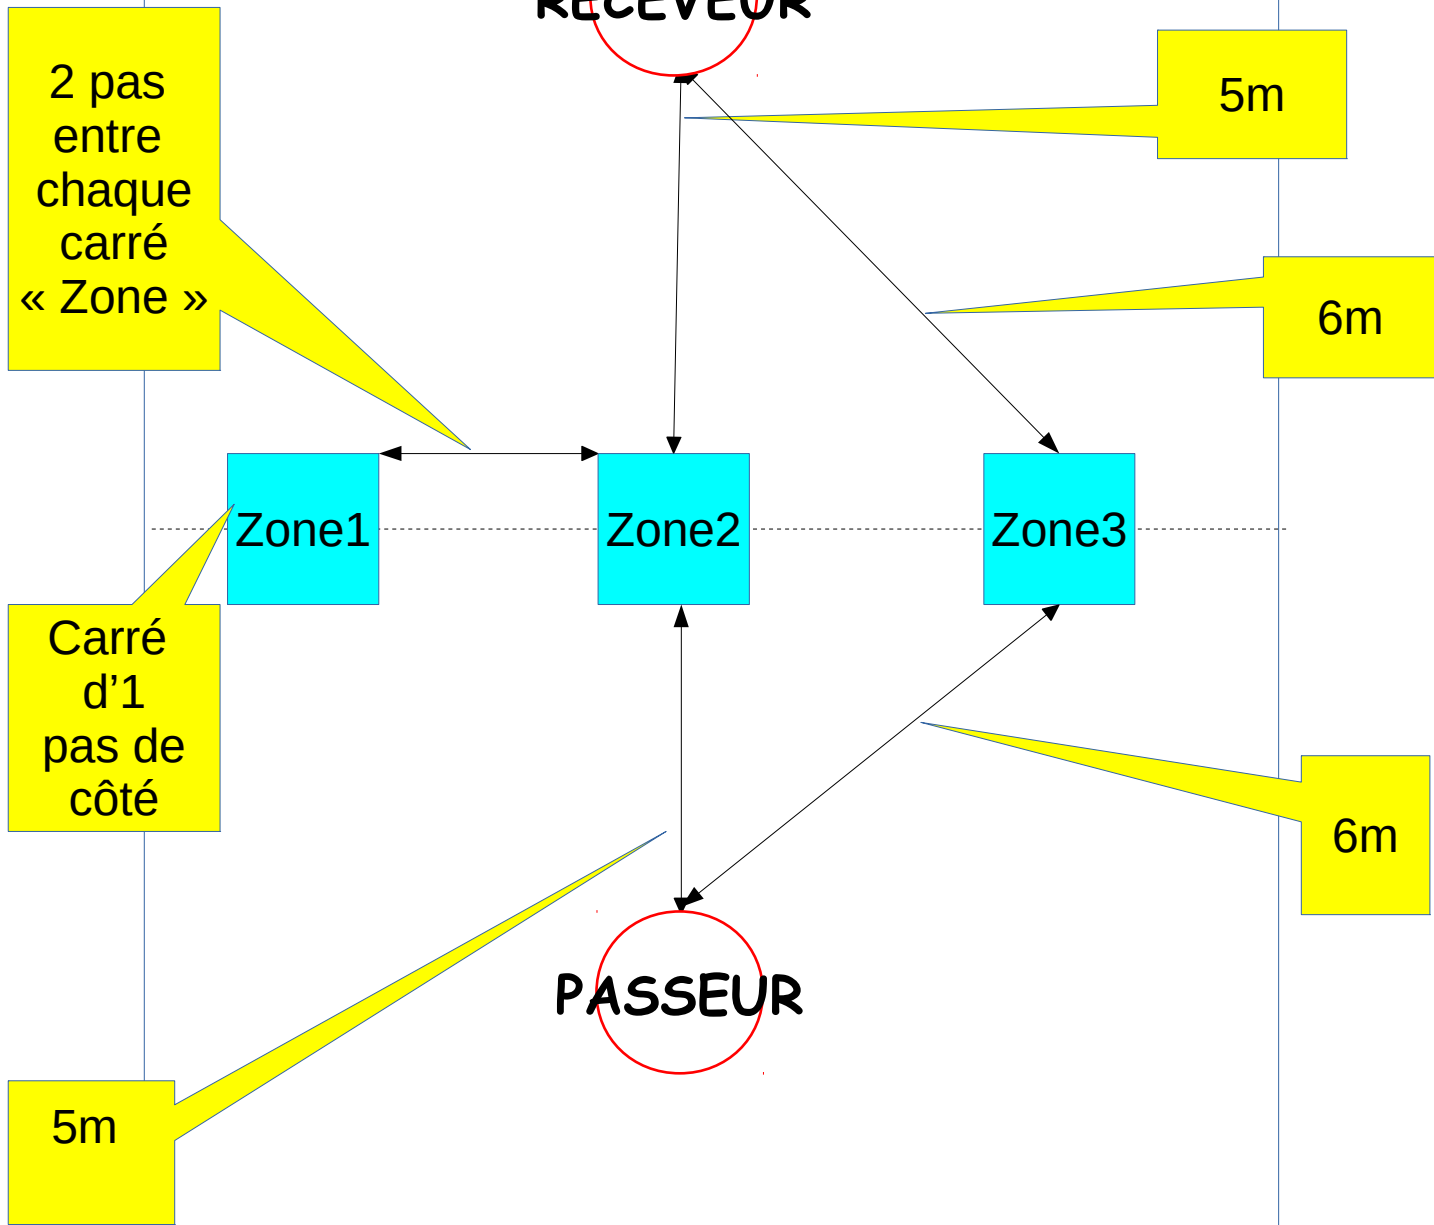 RECEVEUR
2 pas
entre
chaque
carré
« Zone »
5m
6m
Zone1
Zone2
Zone3
Carré
d’1
pas de
côté
6m
PASSEUR
5m